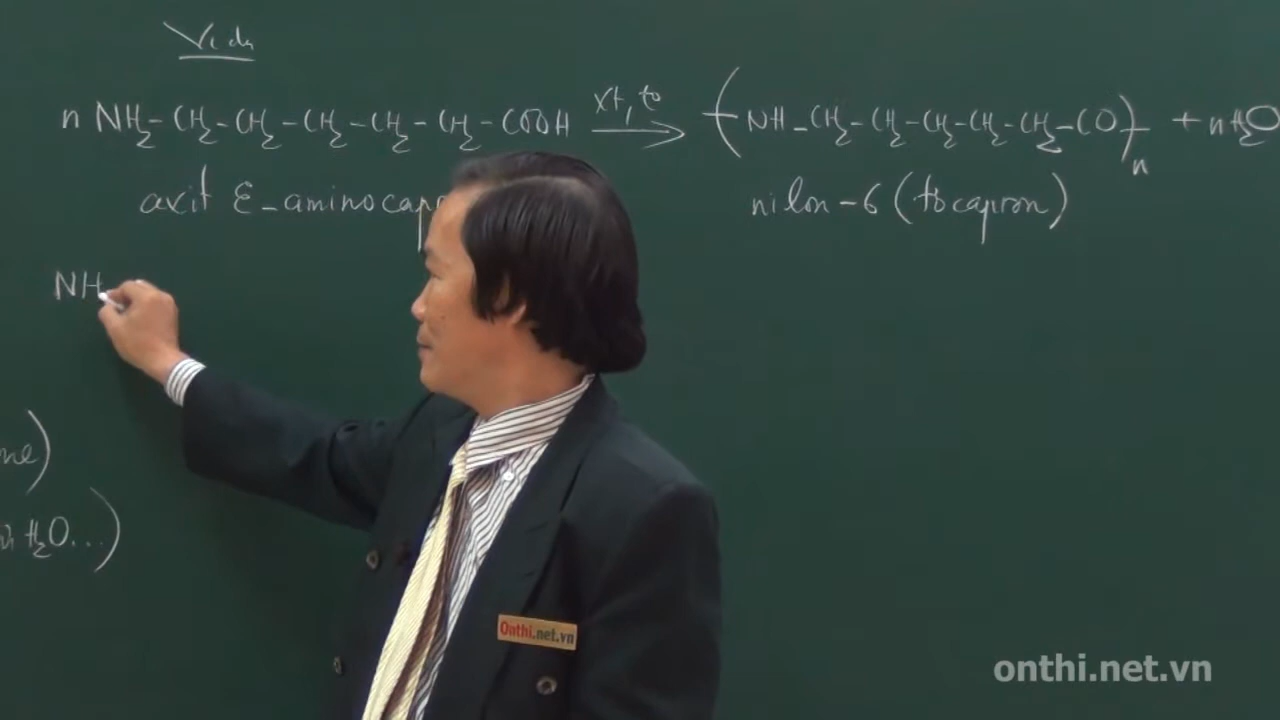 Ví dụ
n NH₂-CH₂-CH₂-CH₂-CH₂-CH₂-COOH xt, t° → (NH-CH₂-CH₂-CH₂-CH₂-CH₂-CO)n + nH₂O
axit ε-aminocap
nilon-6 (tơ capron)
NH
me)
H₂O...)
Onthi.net.vn
onthi.net.vn